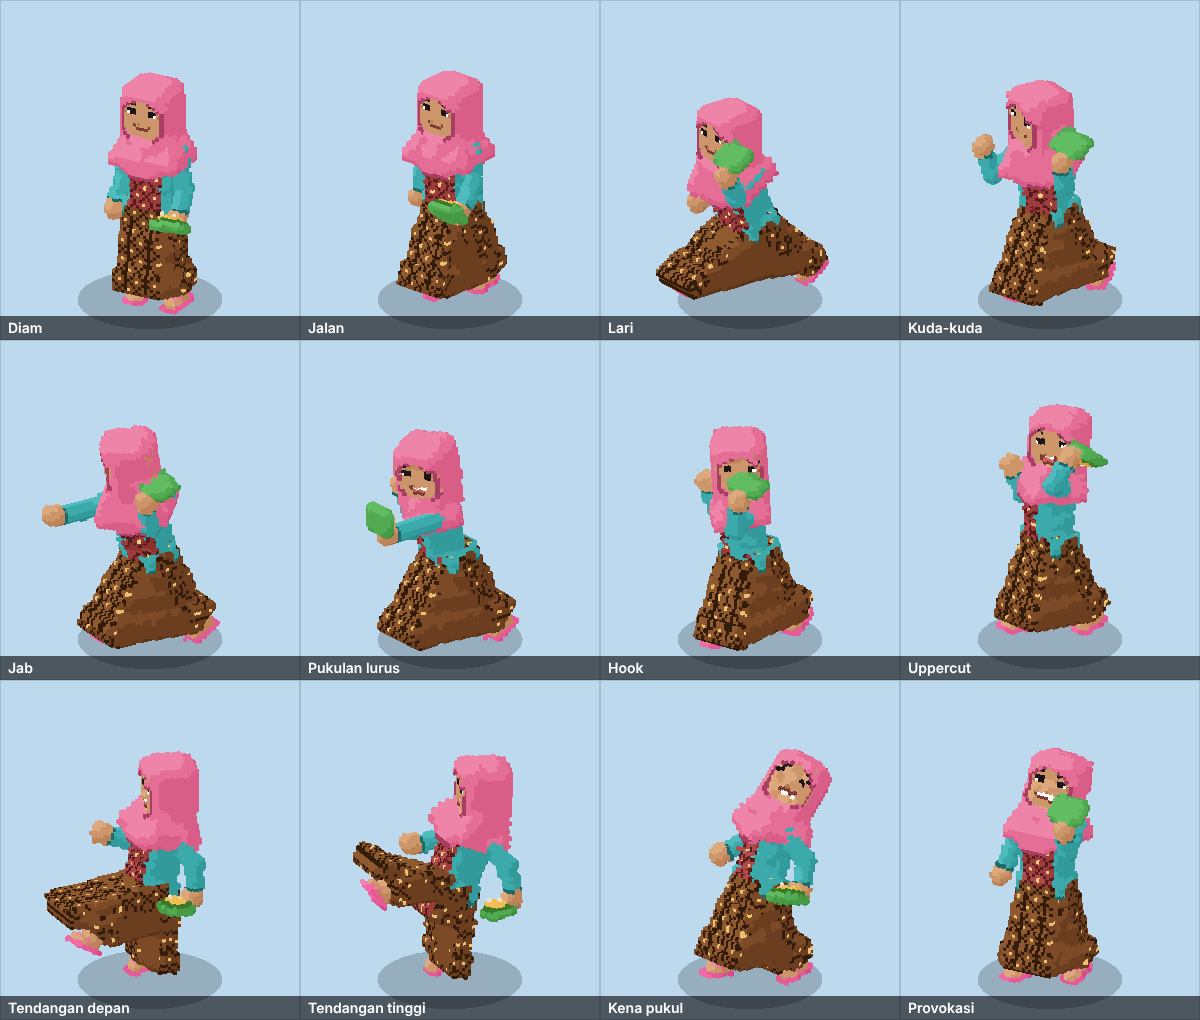 Diam
Jalan
Lari
Kuda-kuda
Jab
Pukulan lurus
Hook
Uppercut
Tendangan depan
Tendangan tinggi
Kena pukul
Provokasi